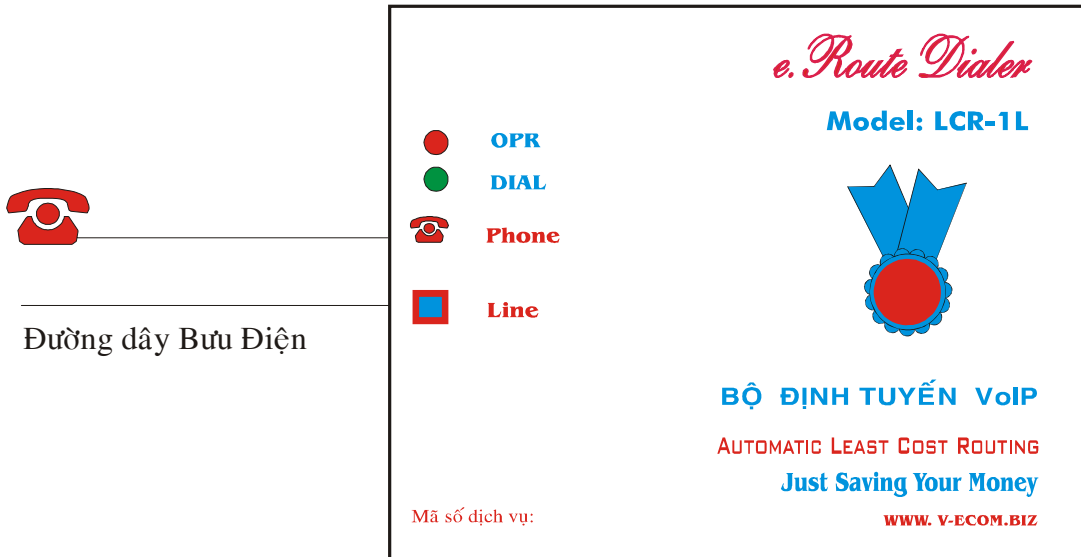 e. Route Dialer
Model: LCR-1L
OPR
DIAL
Phone
Line
Đường dây Bưu Điện
BỘ ĐỊNH TUYẾN VoIP
AUTOMATIC LEAST COST ROUTING
Just Saving Your Money
Mã số dịch vụ:
WWW. V-ECOM.BIZ